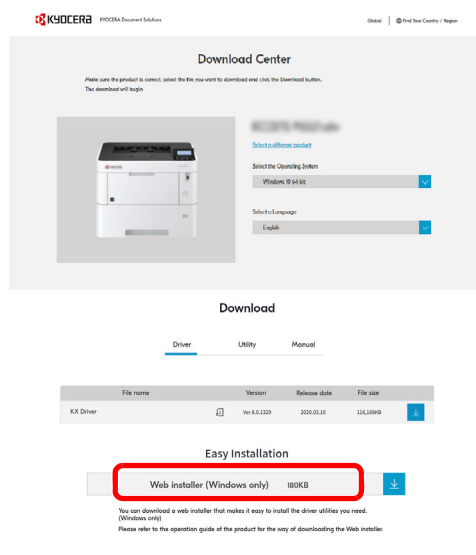 KYOCERA KYOCERA Document Solutions Global Find Your Country / Region
Download Center
Make sure the product is correct, select the file you want to download and click the Download button.
The download will begin
Select a different product
Select the Operating System
Windows 10 64 bit
Select a Language
English
Download
Driver Utility Manual
File name Version Release date File size
KX Driver Ver 8.0.1329 2020.03.10 116,168KB
Easy Installation
Web installer (Windows only) 180KB
You can download a web installer that makes it easy to install the driver utilities you need.
(Windows only)
Please refer to the operation guide of the product for the way of downloading the Web installer.